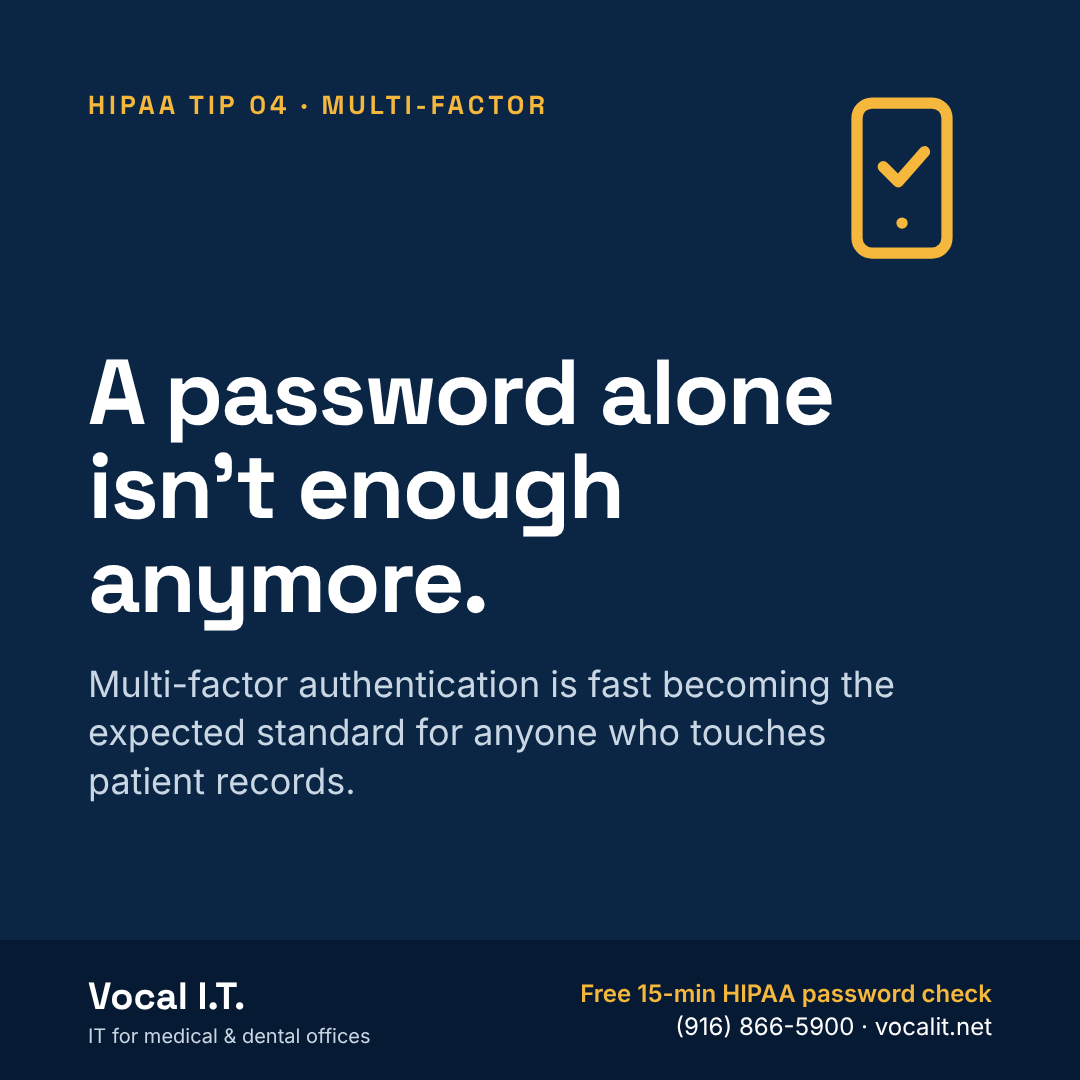 HIPAA TIP 04 · MULTI-FACTOR
A password alone
isn’t enough
anymore.
Multi-factor authentication is fast becoming the
expected standard for anyone who touches
patient records.
Vocal I.T.
IT for medical & dental offices
Free 15-min HIPAA password check
(916) 866-5900 · vocalit.net